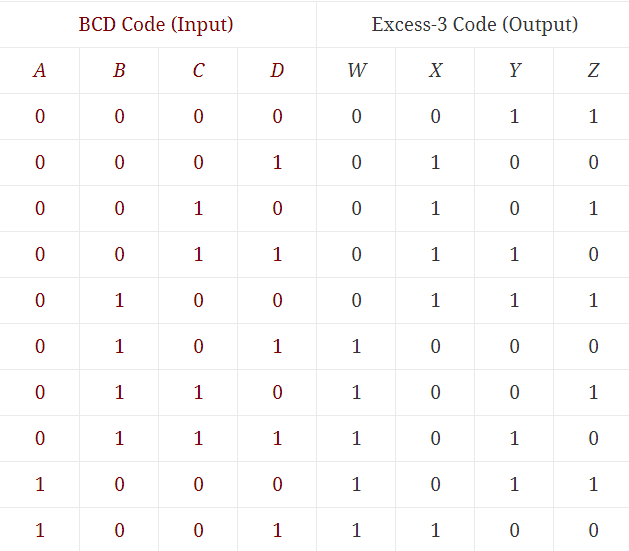 BCD Code (Input) Excess-3 Code (Output)
A B C D W X Y Z
0 0 0 0 0 0 1 1
0 0 0 1 0 1 0 0
0 0 1 0 0 1 0 1
0 0 1 1 0 1 1 0
0 1 0 0 0 1 1 1
0 1 0 1 1 0 0 0
0 1 1 0 1 0 0 1
0 1 1 1 1 0 1 0
1 0 0 0 1 0 1 1
1 0 0 1 1 1 0 0